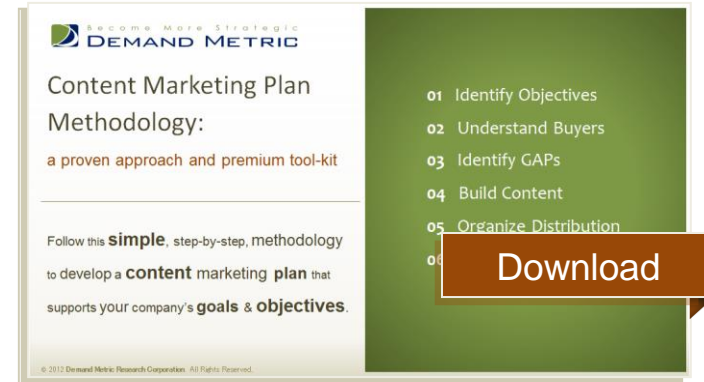 Become More Strategic
DEMAND METRIC
Content Marketing Plan
Methodology:
a proven approach and premium tool-kit
Follow this simple, step-by-step, methodology
to develop a content marketing plan that
supports your company's goals & objectives.
© 2012 Demand Metric Research Corporation. All Rights Reserved.
01 Identify Objectives
02 Understand Buyers
03 Identify GAPs
04 Build Content
05 Organize Distribution
Download